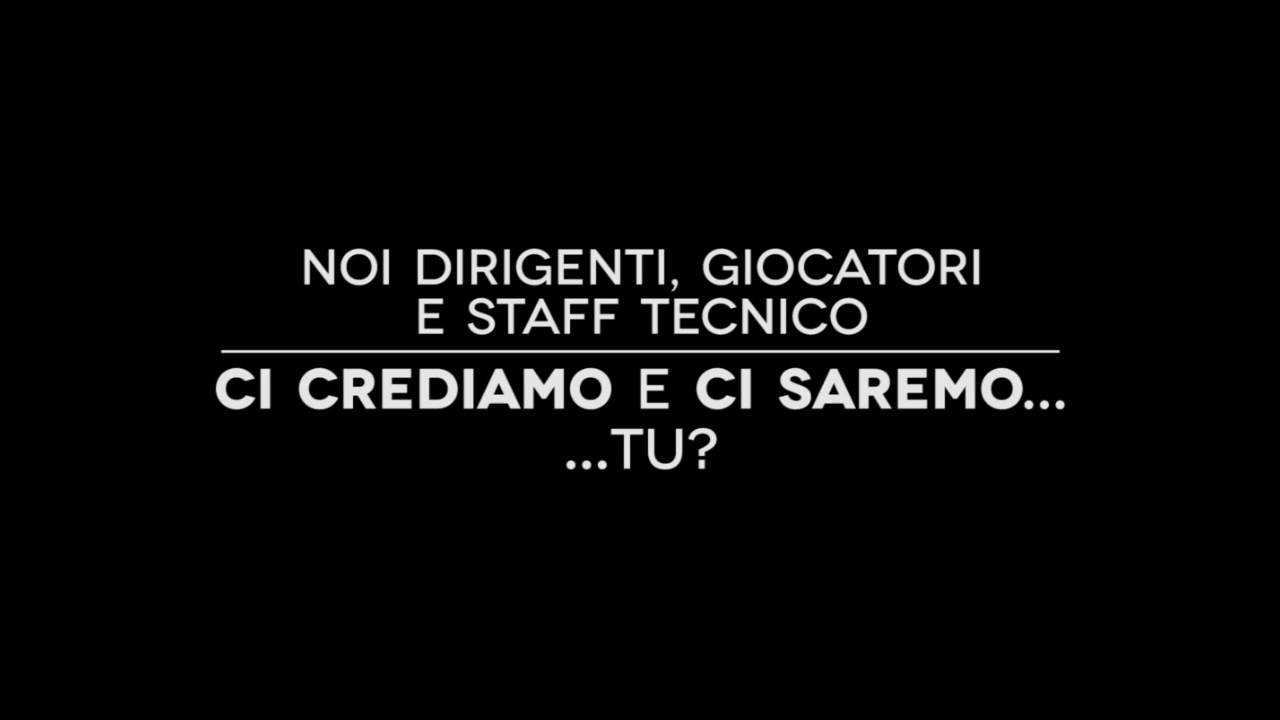 NOI DIRIGENTI, GIOCATORI
E STAFF TECNICO
CI CREDIAMO E CI SAREMO...
...TU?